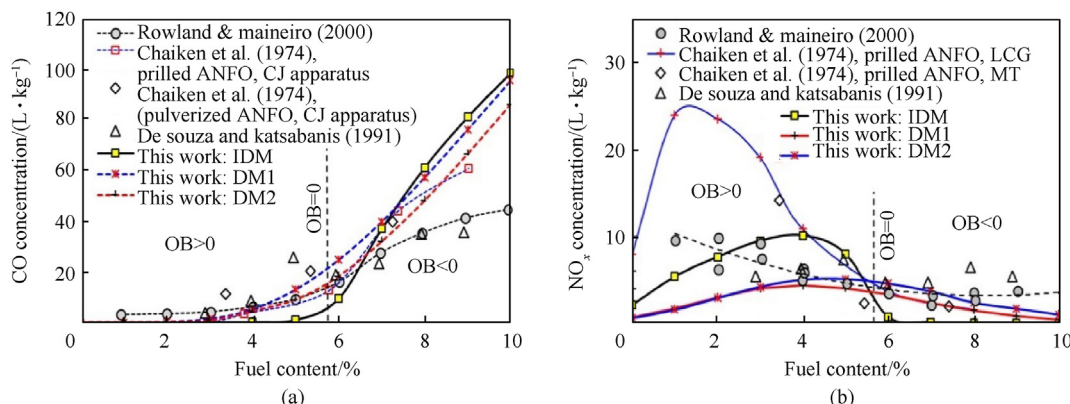 120
100
80
60
40
20
0
2
4
6
8
10
CO concentration/(L • kg⁻¹)
Rowland & maineiro (2000)
Chaiken et al. (1974),
prilled ANFO, CJ apparatus
Chaiken et al. (1974),
(pulverized ANFO, CJ apparatus)
De souza and katsabanis (1991)
This work: IDM
This work: DM1
This work: DM2
OB>0
OB=0
OB<0
Fuel content/%
(a)
30
20
10
0
2
4
6
8
10
NOₓ concentration/(L • kg⁻¹)
Rowland & maineiro (2000)
Chaiken et al. (1974), prilled ANFO, LCG
Chaiken et al. (1974), prilled ANFO, MT
De souza and katsabanis (1991)
This work: IDM
This work: DM1
This work: DM2
OB>0
OB=0
OB<0
Fuel content/%
(b)